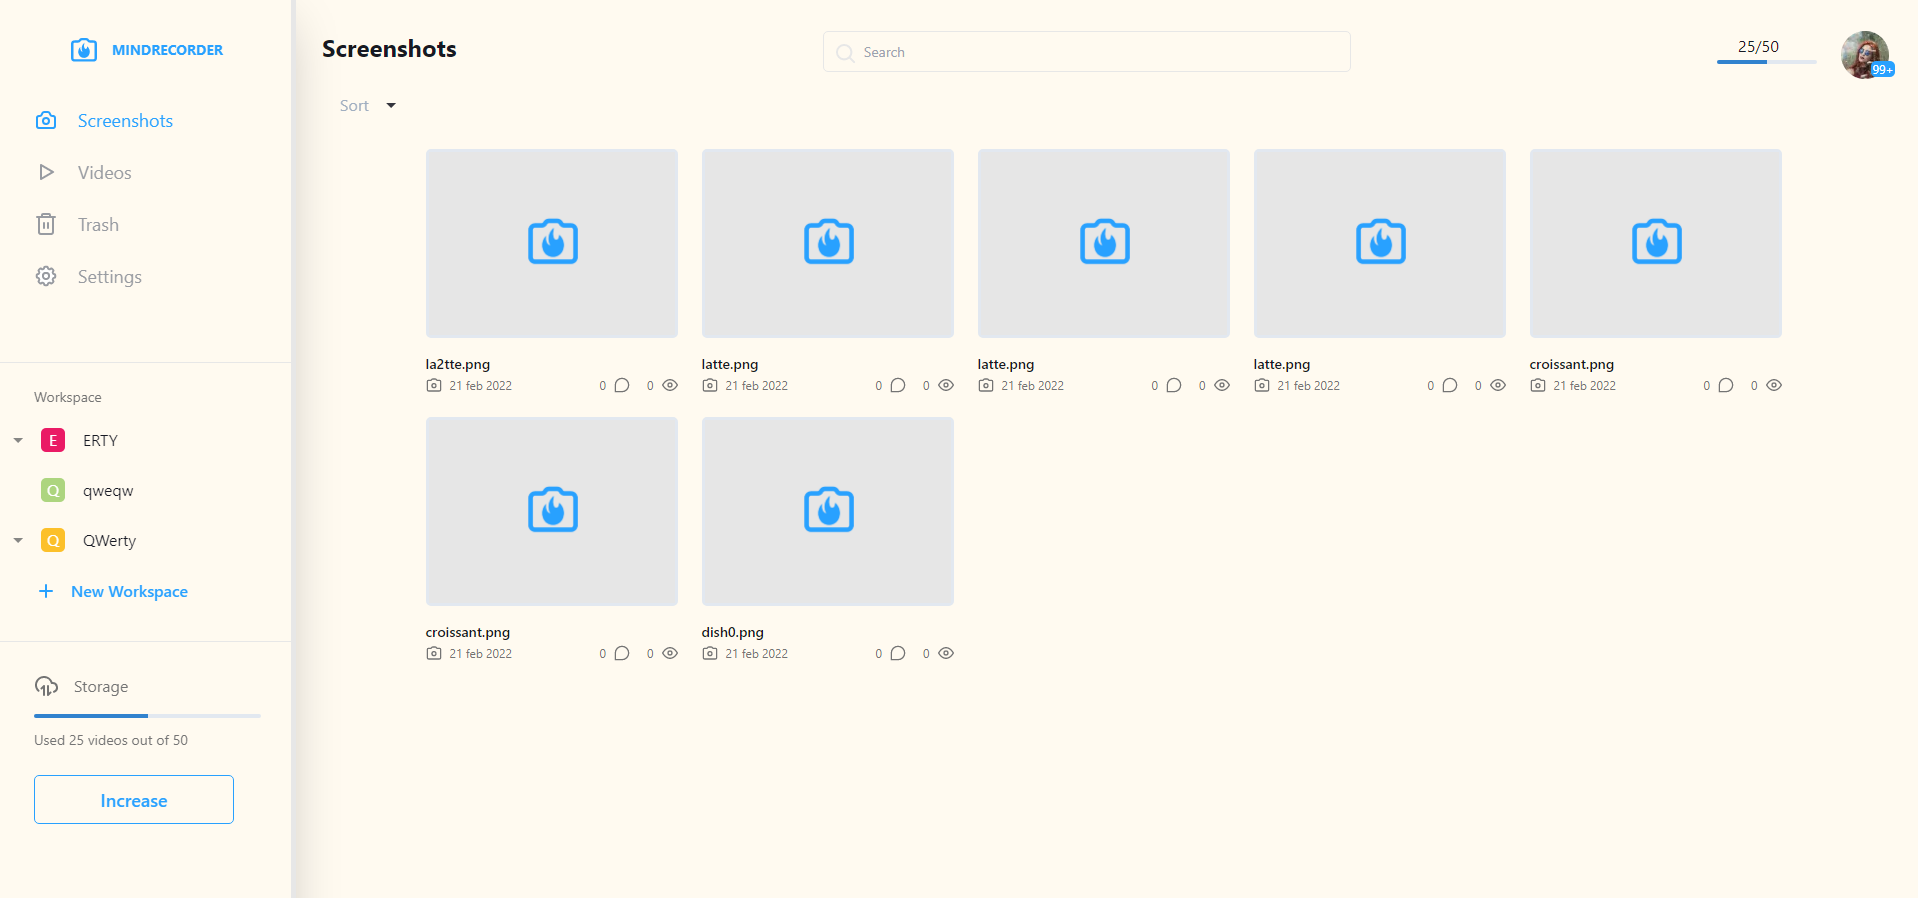 MINDRECORDER
Screenshots
Videos
Trash
Settings
Workspace
E ERTY
Q qweqw
Q QWerty
+ New Workspace
Storage
Used 25 videos out of 50
Increase
Screenshots
Search
25/50
99+
Sort
la2tte.png
21 feb 2022 0 0
latte.png
21 feb 2022 0 0
latte.png
21 feb 2022 0 0
latte.png
21 feb 2022 0 0
croissant.png
21 feb 2022 0 0
croissant.png
21 feb 2022 0 0
dish0.png
21 feb 2022 0 0